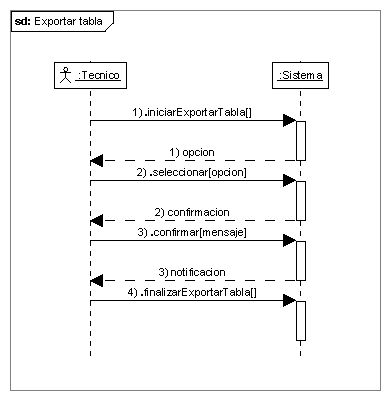 sd: Exportar tabla
:Tecnico
:Sistema
1) .iniciarExportarTabla[]
1) opcion
2) .seleccionar[opcion]
2) confirmacion
3) .confirmar[mensaje]
3) notificacion
4) .finalizarExportarTabla[]